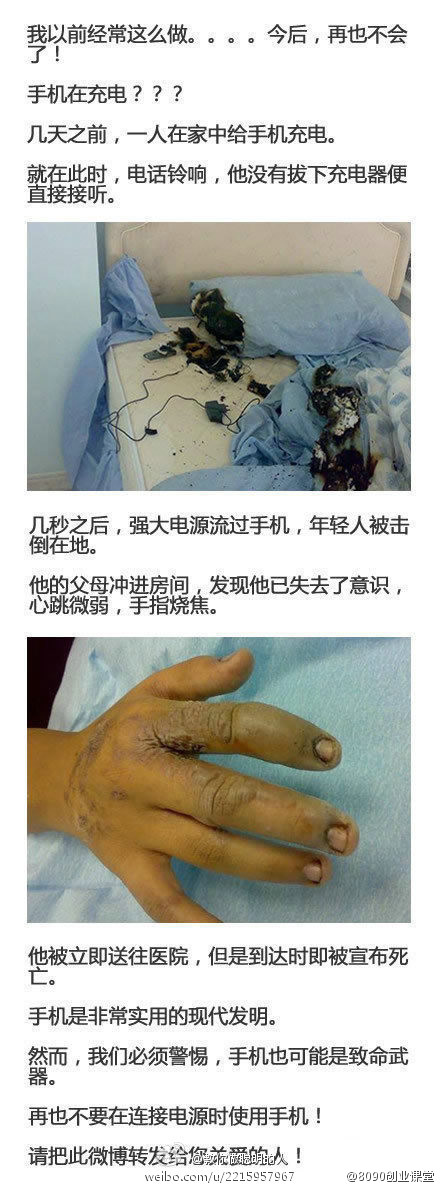 我以前经常这么做。。。。今后，再也不会
了！
手机在充电？？？
几天之前，一人在家中给手机充电。
就在此时，电话铃响，他没有拔下充电器便
直接接听。
几秒之后，强大电源流过手机，年轻人被击
倒在地。
他的父母冲进房间，发现他已失去了意识，
心跳微弱，手指烧焦。
他被立即送往医院，但是到达时即被宣布死
亡。
手机是非常实用的现代发明。
然而，我们必须警惕，手机也可能是致命武
器。
再也不要在连接电源时使用手机！
请把此微博转发给您关爱的人！
@教你做聪明的人
weibo.com/u/2215957967
@8090创业课堂